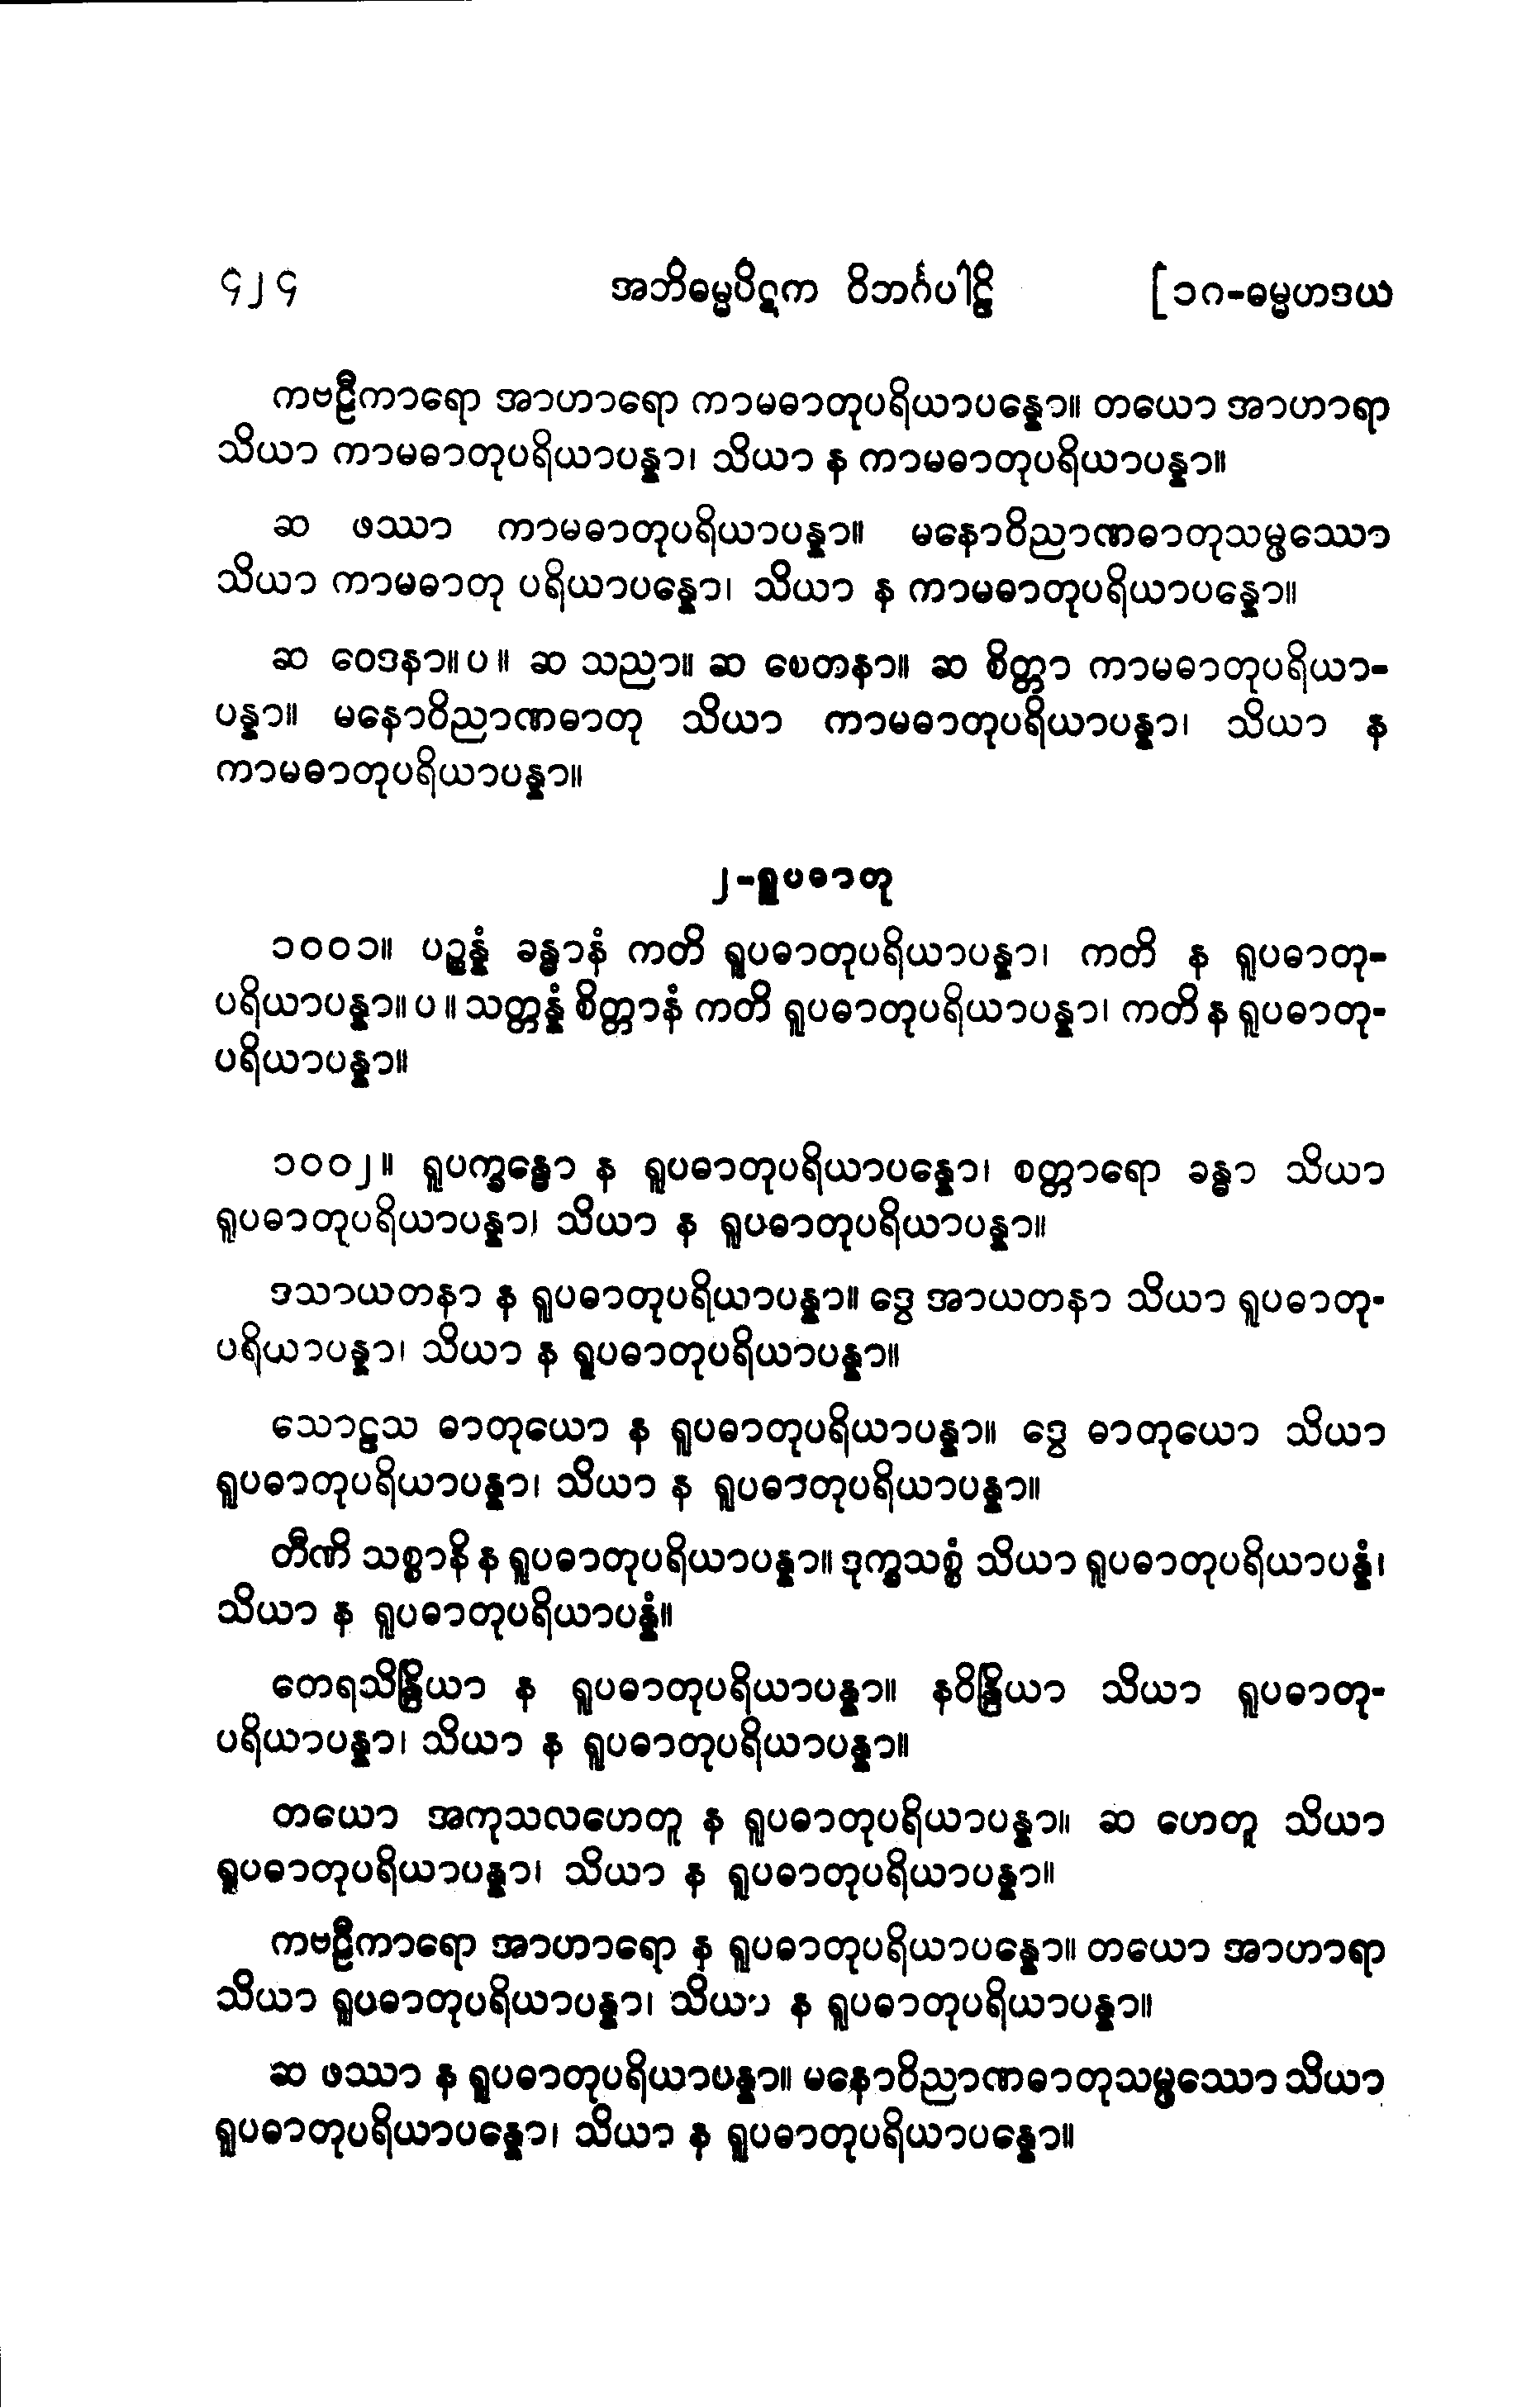 ၄၂၄ အဘိဓမ္မပိဋက ဝိဘင်္ဂပါဠိ [၁ဂ-ဓမ္မဟဒယ
ကဗဠီကာရော အာဟာရော ကာမဓာတုပရိယာပန္နော။ တယော အာဟာရာ
သိယာ ကာမဓာတုပရိယာပန္နာ၊ သိယာ န ကာမဓာတုပရိယာပန္နာ။
ဆ ဖဿာ ကာမဓာတုပရိယာပန္နာ။ မနောဝိညာဏဓာတုသမ္ဖဿော
သိယာ ကာမဓာတု ပရိယာပန္နော၊ သိယာ န ကာမဓာတုပရိယာပန္နော။
ဆ ဝေဒနာ။ပ။ ဆ သညာ။ ဆ စေတနာ။ ဆ စိတ္တာ ကာမဓာတုပရိယာ-
ပန္နာ။ မနောဝိညာဏဓာတု သိယာ ကာမဓာတုပရိယာပန္နာ၊ သိယာ န
ကာမဓာတုပရိယာပန္နာ။
၂-ရူပဓာတု
၁၀၀၁။ ပဉ္စန္နံ ခန္ဓာနံ ကတိ ရူပဓာတုပရိယာပန္နာ၊ ကတိ န ရူပဓာတု-
ပရိယာပန္နာ။ပ။ သတ္တန္နံ စိတ္တာနံ ကတိ ရူပဓာတုပရိယာပန္နာ၊ ကတိ န ရူပဓာတု-
ပရိယာပန္နာ။
၁၀၀၂။ ရူပက္ခန္ဓော န ရူပဓာတုပရိယာပန္နော၊ စတ္တာရော ခန္ဓာ သိယာ
ရူပဓာတုပရိယာပန္နာ၊ သိယာ န ရူပဓာတုပရိယာပန္နာ။
ဒသာယတနာ န ရူပဓာတုပရိယာပန္နာ။ ဒွေ အာယတနာ သိယာ ရူပဓာတု-
ပရိယာပန္နာ၊ သိယာ န ရူပဓာတုပရိယာပန္နာ။
သောဠသ ဓာတုယော န ရူပဓာတုပရိယာပန္နာ။ ဒွေ ဓာတုယော သိယာ
ရူပဓာတုပရိယာပန္နာ၊ သိယာ န ရူပဓာတုပရိယာပန္နာ။
တီဏိ သစ္စာနိ န ရူပဓာတုပရိယာပန္နာ။ ဒုက္ခသစ္စံ သိယာ ရူပဓာတုပရိယာပန္နံ၊
သိယာ န ရူပဓာတုပရိယာပန္နံ။
တေရသိန္ဒြိယာ န ရူပဓာတုပရိယာပန္နာ။ နဝိန္ဒြိယာ သိယာ ရူပဓာတု-
ပရိယာပန္နာ၊ သိယာ န ရူပဓာတုပရိယာပန္နာ။
တယော အကုသလဟေတူ န ရူပဓာတုပရိယာပန္နာ။ ဆ ဟေတူ သိယာ
ရူပဓာတုပရိယာပန္နာ၊ သိယာ န ရူပဓာတုပရိယာပန္နာ။
ကဗဠီကာရော အာဟာရော န ရူပဓာတုပရိယာပန္နော။ တယော အာဟာရာ
သိယာ ရူပဓာတုပရိယာပန္နာ၊ သိယာ န ရူပဓာတုပရိယာပန္နာ။
ဆ ဖဿာ န ရူပဓာတုပရိယာပန္နာ။ မနောဝိညာဏဓာတုသမ္ဖဿော သိယာ
ရူပဓာတုပရိယာပန္နော၊ သိယာ န ရူပဓာတုပရိယာပန္နော။